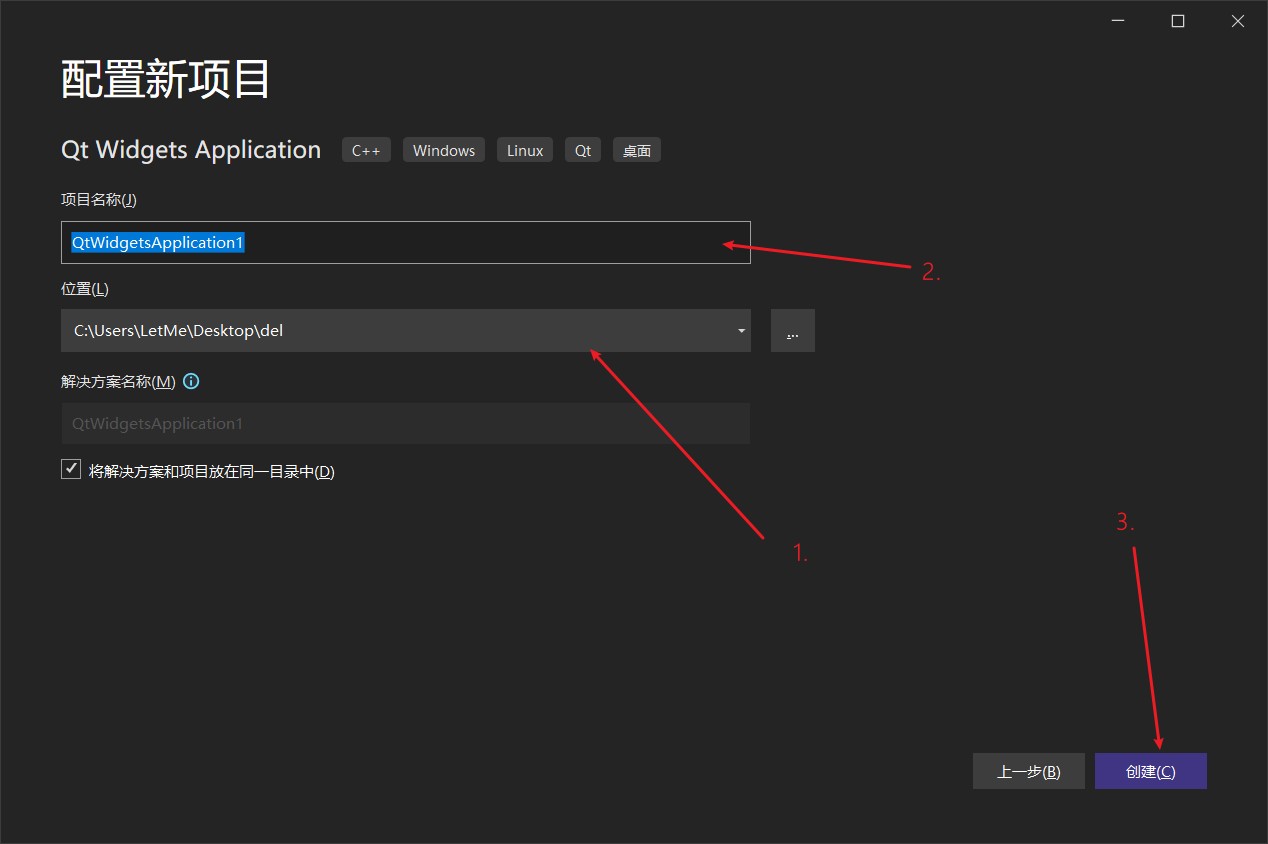 配置新项目
Qt Widgets Application C++ Windows Linux Qt 桌面
项目名称(J)
QtWidgetsApplication1
2.
位置(L)
C:\Users\LetMe\Desktop\del ...
解决方案名称(M)
QtWidgetsApplication1
将解决方案和项目放在同一目录中(D)
1.
3.
上一步(B) 创建(C)